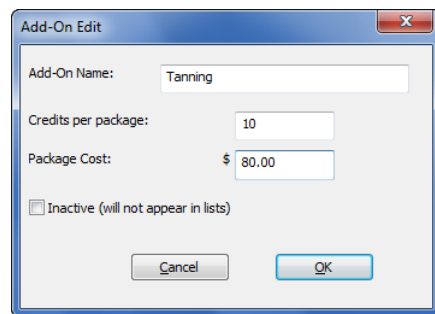 Add-On Edit
Add-On Name: Tanning
Credits per package: 10
Package Cost: $ 80.00
Inactive (will not appear in lists)
Cancel OK